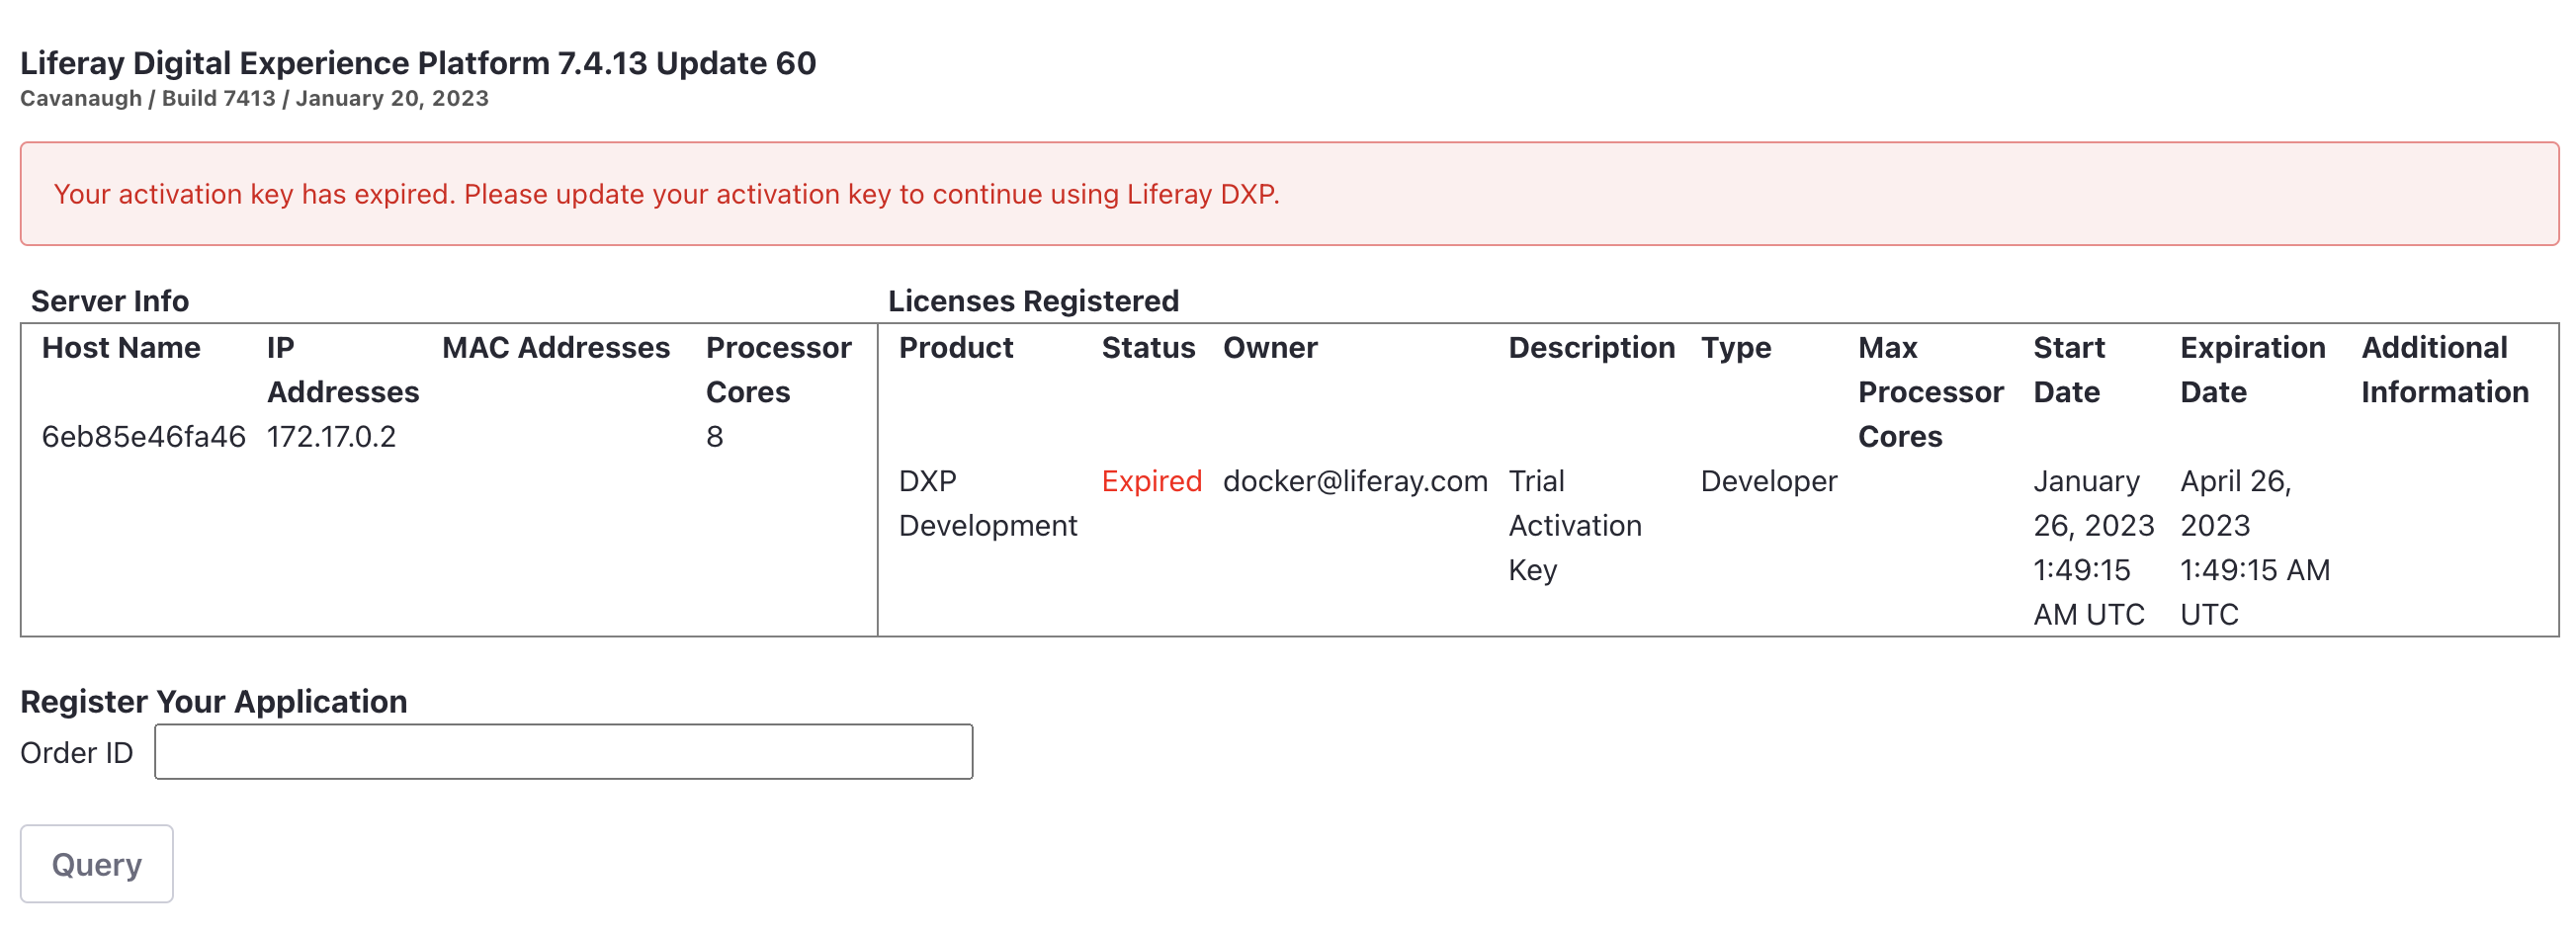 Liferay Digital Experience Platform 7.4.13 Update 60
Cavanaugh / Build 7413 / January 20, 2023
Your activation key has expired. Please update your activation key to continue using Liferay DXP.
Server Info
Host Name
IP
Addresses
MAC Addresses
Processor
Cores
6eb85e46fa46
172.17.0.2
8
Licenses Registered
Product
Status
Owner
Description
Type
Max
Processor
Cores
Start
Date
Expiration
Date
Additional
Information
DXP
Development
Expired
docker@liferay.com
Trial
Activation
Key
Developer
January
26, 2023
1:49:15
AM UTC
April 26,
2023
1:49:15 AM
UTC
Register Your Application
Order ID
Query